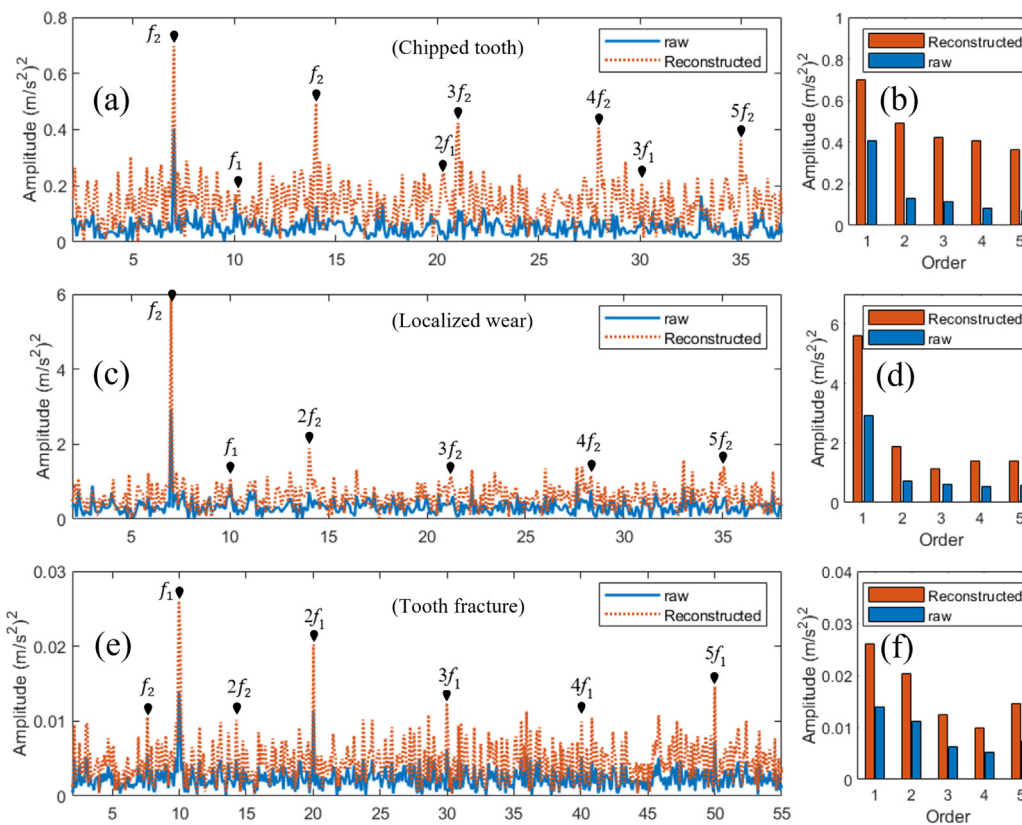 (a)
Amplitude (m/s²)²
0.8
0.6
0.4
0.2
0
(Chipped tooth)
raw
Reconstructed
f₂
f₁
f₂
2f₁
3f₂
4f₂
3f₁
5f₂
5 10 15 20 25 30 35
(b)
Amplitude (m/s²)²
1
0.8
0.6
0.4
0.2
0
Reconstructed
raw
1 2 3 4 5
Order
(c)
Amplitude (m/s²)²
6
4
2
0
(Localized wear)
raw
Reconstructed
f₂
f₁
2f₂
3f₂
4f₂
5f₂
5 10 15 20 25 30 35
(d)
Amplitude (m/s²)²
6
4
2
0
Reconstructed
raw
1 2 3 4 5
Order
(e)
Amplitude (m/s²)²
0.03
0.02
0.01
0
(Tooth fracture)
raw
Reconstructed
f₂
f₁
2f₂
2f₁
3f₁
4f₁
5f₁
5 10 15 20 25 30 35 40 45 50 55
(f)
Amplitude (m/s²)²
0.04
0.03
0.02
0.01
0
Reconstructed
raw
1 2 3 4 5
Order